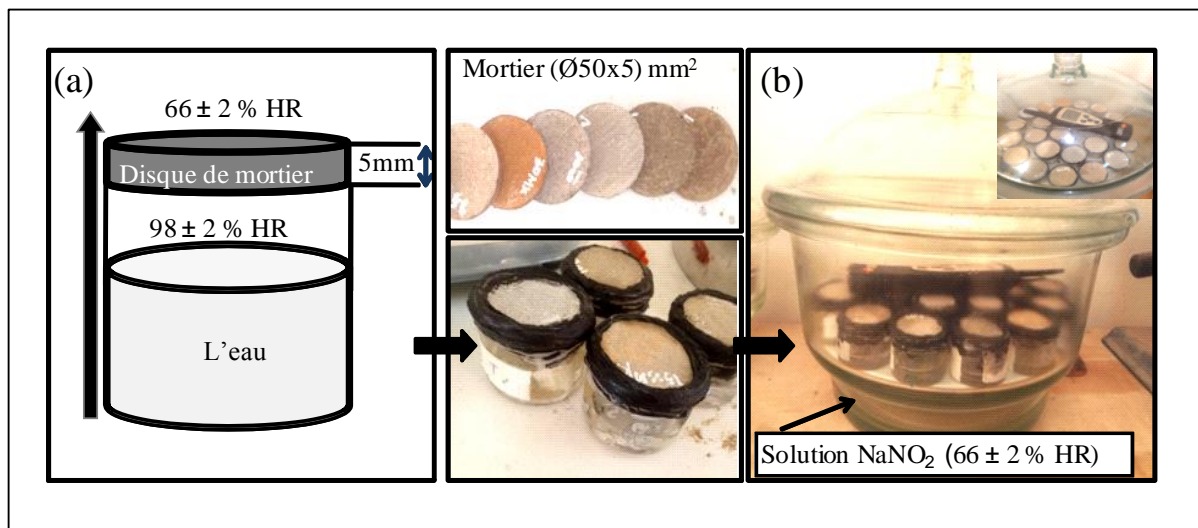 (a)
66 ± 2 % HR
Disque de mortier
5mm
98 ± 2 % HR
L’eau
Mortier (Ø50x5) mm²
(b)
Solution NaNO₂ (66 ± 2 % HR)